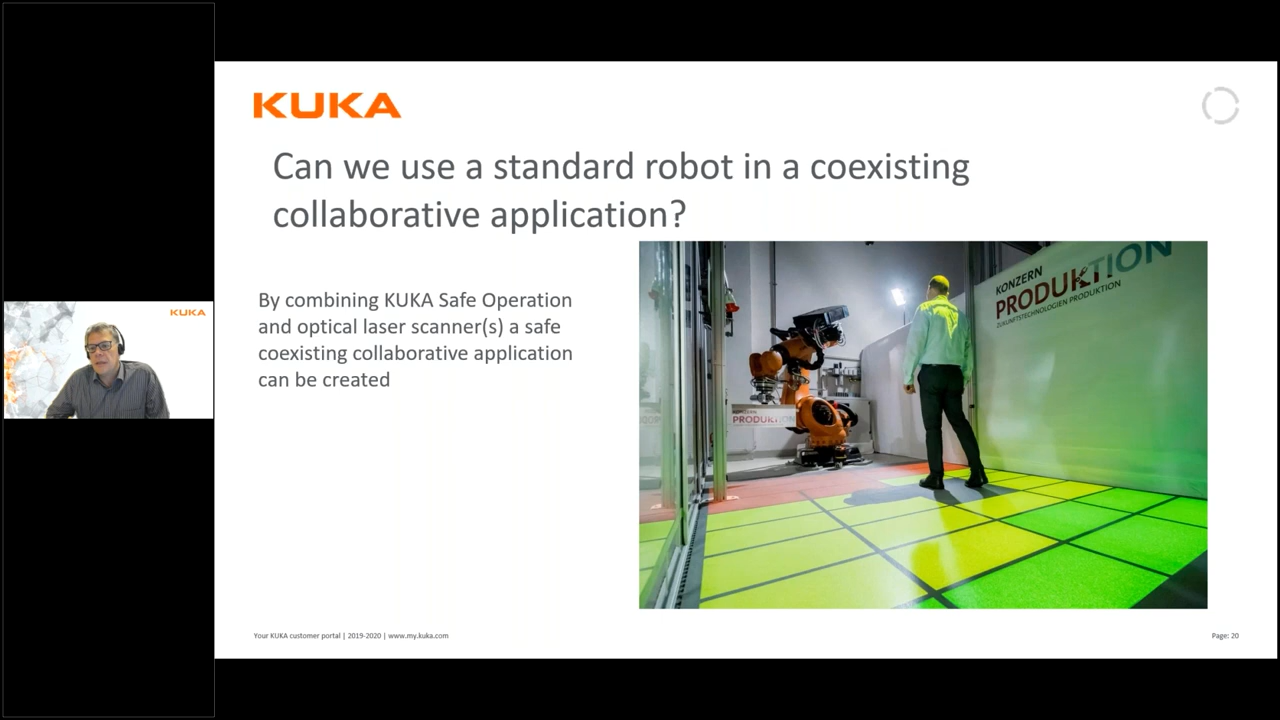 KUKA
Can we use a standard robot in a coexisting
collaborative application?
By combining KUKA Safe Operation
and optical laser scanner(s) a safe
coexisting collaborative application
can be created
KONZERN
PRODUKTION
ZUKUNFTSTECHNOLOGIEN PRODUKTION
KONZERN
PRODUKTION
KUKA
Your KUKA customer portal | 2019-2020 | www.my.kuka.com
Page: 20